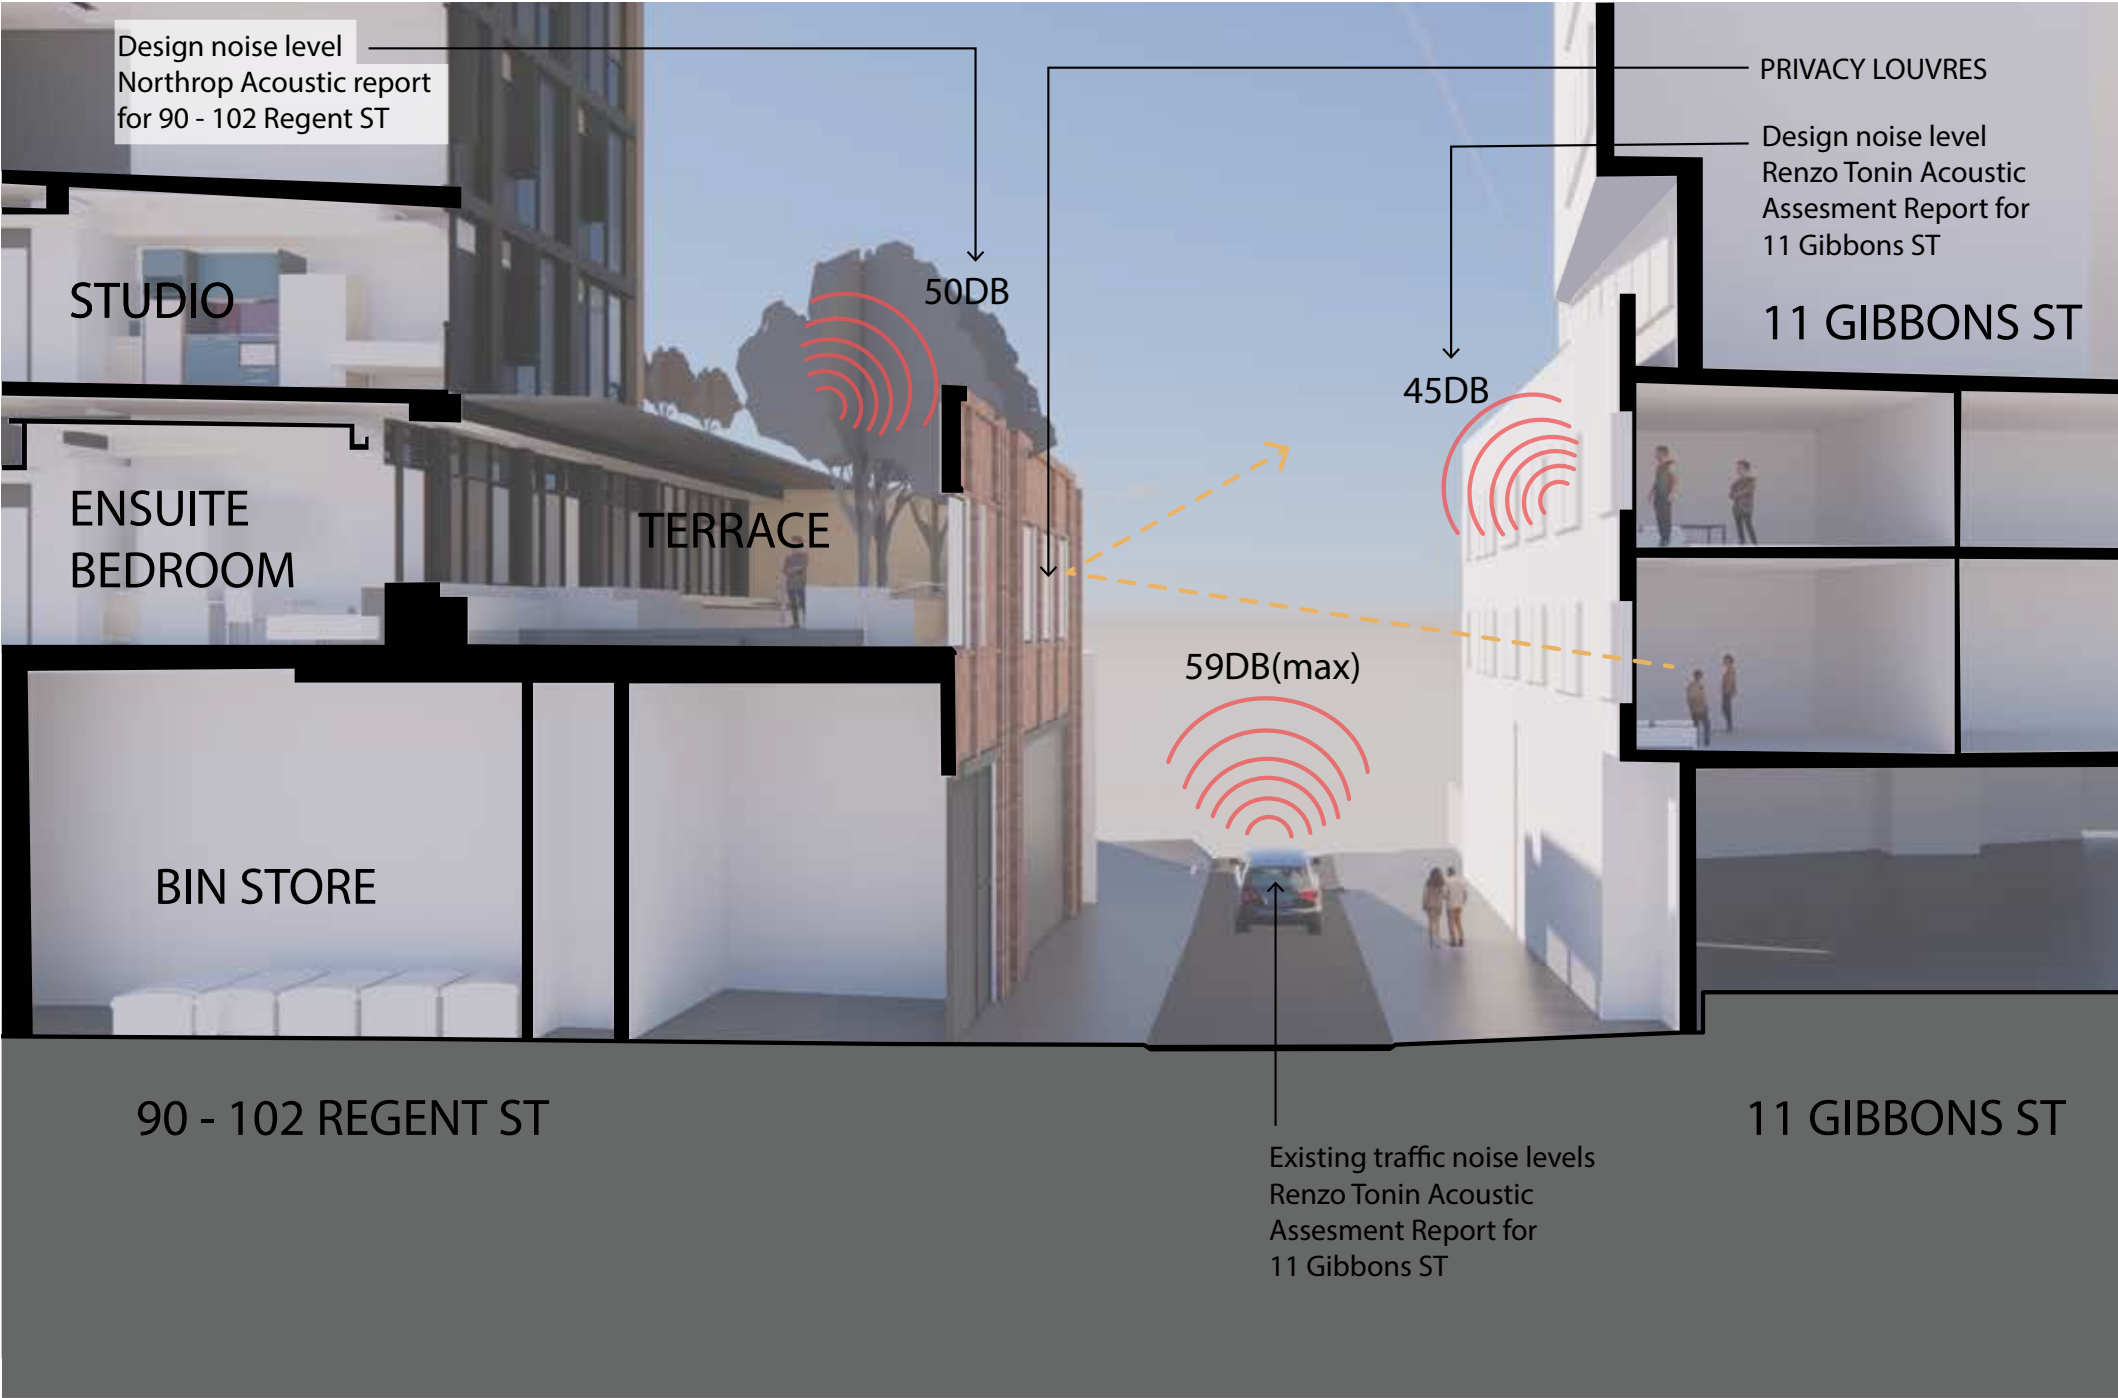 Design noise level
Northrop Acoustic report
for 90 - 102 Regent ST
PRIVACY LOUVRES
Design noise level
Renzo Tonin Acoustic
Assesment Report for
11 Gibbons ST
50DB
STUDIO
11 GIBBONS ST
45DB
ENSUITE
BEDROOM
TERRACE
59DB(max)
BIN STORE
90 - 102 REGENT ST
11 GIBBONS ST
Existing traffic noise levels
Renzo Tonin Acoustic
Assesment Report for
11 Gibbons ST